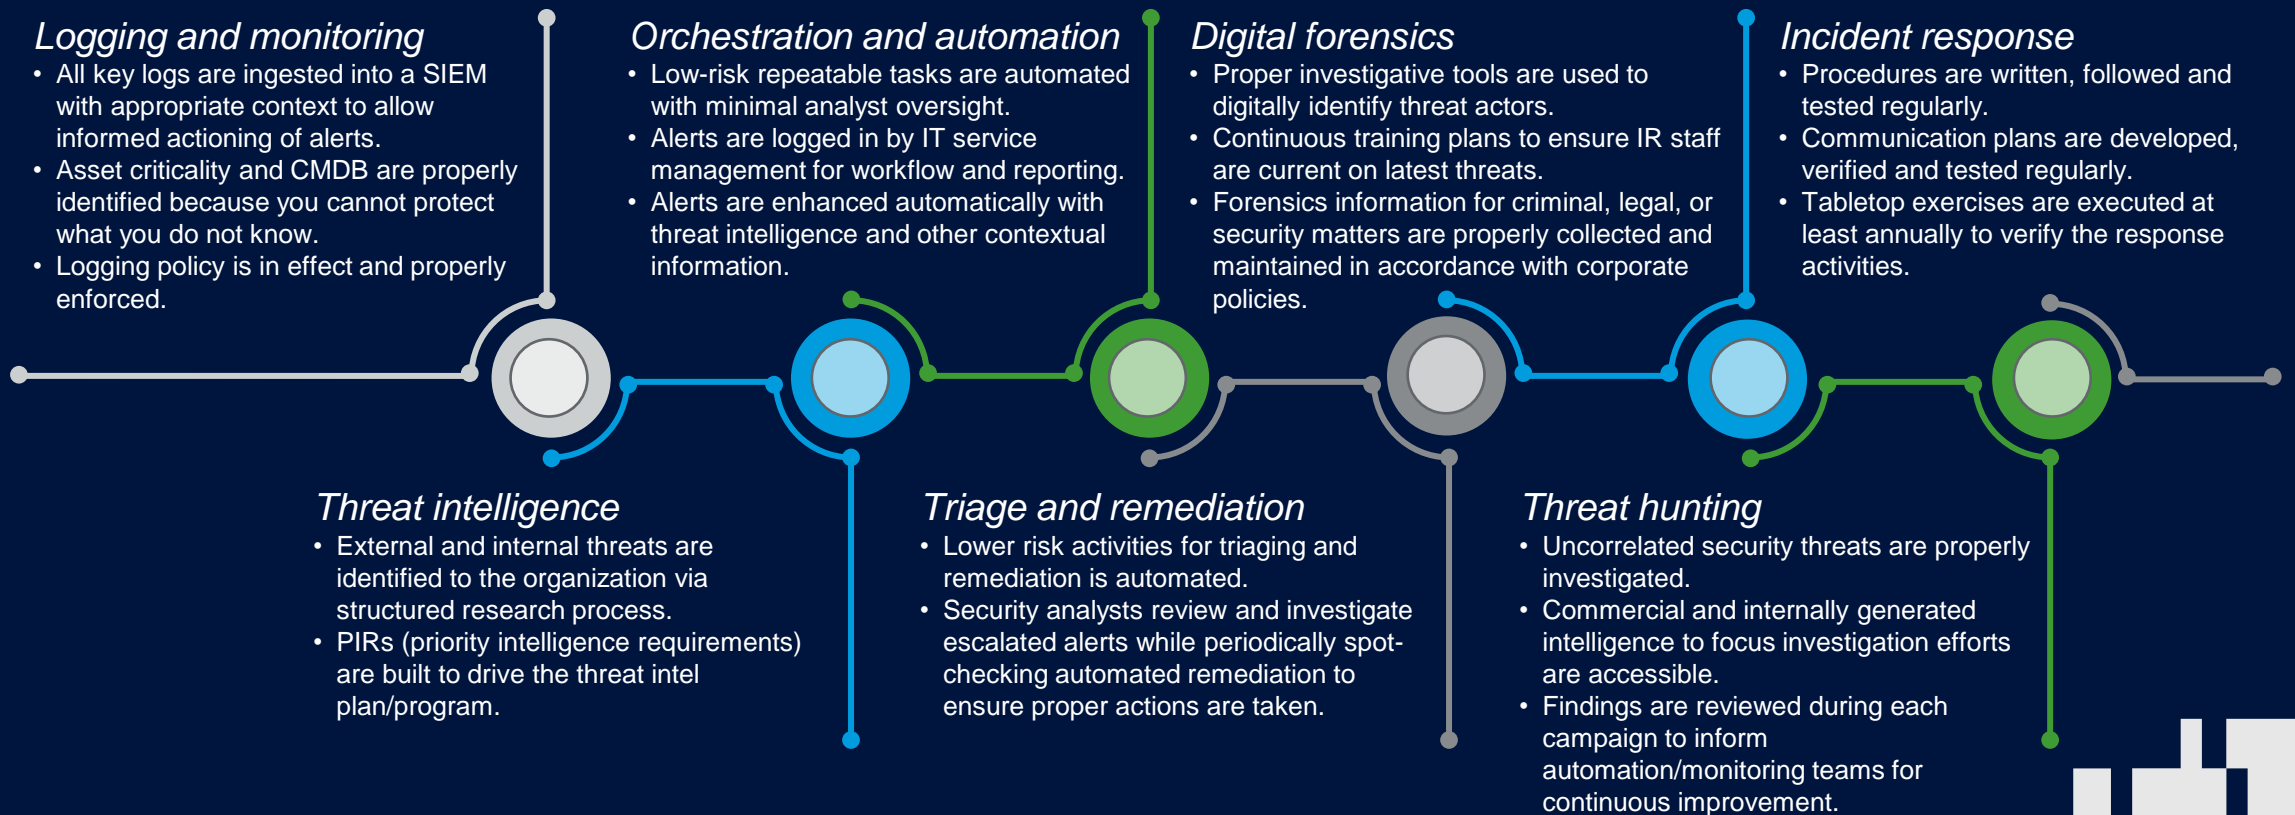 Logging and monitoring
• All key logs are ingested into a SIEM
with appropriate context to allow
informed actioning of alerts.
• Asset criticality and CMDB are properly
identified because you cannot protect
what you do not know.
• Logging policy is in effect and properly
enforced.
Orchestration and automation
• Low-risk repeatable tasks are automated
with minimal analyst oversight.
• Alerts are logged in by IT service
management for workflow and reporting.
• Alerts are enhanced automatically with
threat intelligence and other contextual
information.
Digital forensics
• Proper investigative tools are used to
digitally identify threat actors.
• Continuous training plans to ensure IR staff
are current on latest threats.
• Forensics information for criminal, legal, or
security matters are properly collected and
maintained in accordance with corporate
policies.
Incident response
• Procedures are written, followed and
tested regularly.
• Communication plans are developed,
verified and tested regularly.
• Tabletop exercises are executed at
least annually to verify the response
activities.
Threat intelligence
• External and internal threats are
identified to the organization via
structured research process.
• PIRs (priority intelligence requirements)
are built to drive the threat intel
plan/program.
Triage and remediation
• Lower risk activities for triaging and
remediation is automated.
• Security analysts review and investigate
escalated alerts while periodically spot-
checking automated remediation to
ensure proper actions are taken.
Threat hunting
• Uncorrelated security threats are properly
investigated.
• Commercial and internally generated
intelligence to focus investigation efforts
are accessible.
• Findings are reviewed during each
campaign to inform
automation/monitoring teams for
continuous improvement.